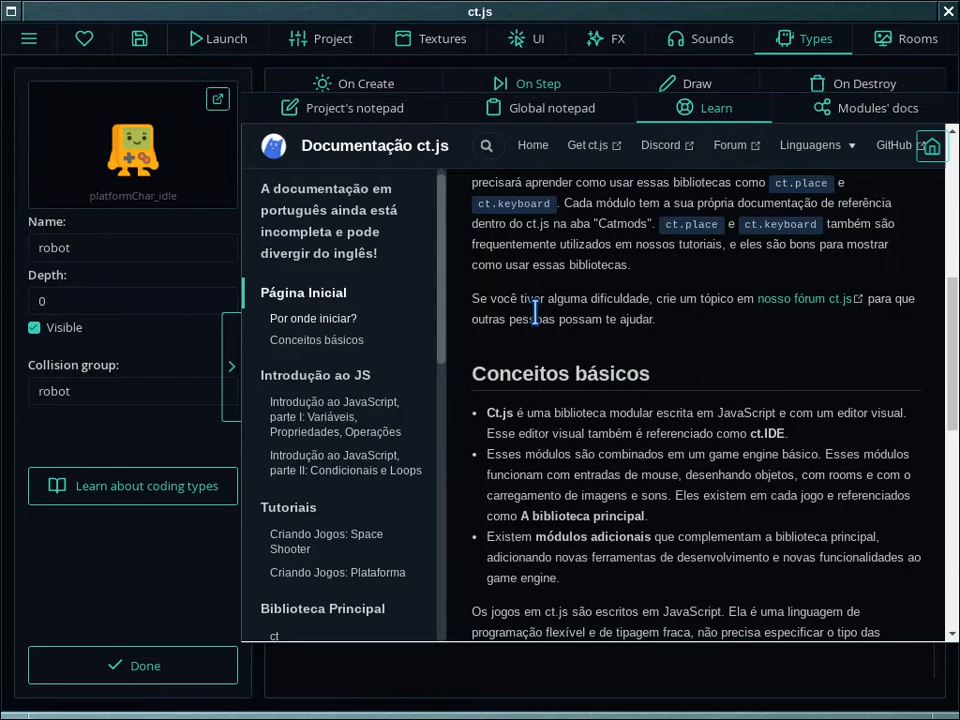 ct.js
Launch
Project
Textures
UI
FX
Sounds
Types
Rooms
On Create
On Step
Draw
On Destroy
Project's notepad
Global notepad
Learn
Modules' docs
platformChar_idle
Name:
robot
Depth:
0
Visible
Collision group:
robot
Learn about coding types
Done
Documentação ct.js
Home
Get ct.js
Discord
Forum
Linguagens
GitHub
A documentação em
português ainda está
incompleta e pode
divergir do inglês!
Página Inicial
Por onde iniciar?
Conceitos básicos
Introdução ao JS
Introdução ao JavaScript,
parte I: Variáveis,
Propriedades, Operações
Introdução ao JavaScript,
parte II: Condicionais e Loops
Tutoriais
Criando Jogos: Space
Shooter
Criando Jogos: Plataforma
Biblioteca Principal
ct
precisará aprender como usar essas bibliotecas como ct.place e
ct.keyboard. Cada módulo tem a sua própria documentação de referência
dentro do ct.js na aba "Catmods". ct.place e ct.keyboard também são
frequentemente utilizados em nossos tutoriais, e eles são bons para mostrar
como usar essas bibliotecas.
Se você tiver alguma dificuldade, crie um tópico em nosso fórum ct.js para que
outras pessoas possam te ajudar.
Conceitos básicos
Ct.js é uma biblioteca modular escrita em JavaScript e com um editor visual.
Esse editor visual também é referenciado como ct.IDE.
Esses módulos são combinados em um game engine básico. Esses módulos
funcionam com entradas de mouse, desenhando objetos, com rooms e com o
carregamento de imagens e sons. Eles existem em cada jogo e referenciados
como A biblioteca principal.
Existem módulos adicionais que complementam a biblioteca principal,
adicionando novas ferramentas de desenvolvimento e novas funcionalidades ao
game engine.
Os jogos em ct.js são escritos em JavaScript. Ela é uma linguagem de
programação flexível e de tipagem fraca, não precisa especificar o tipo das